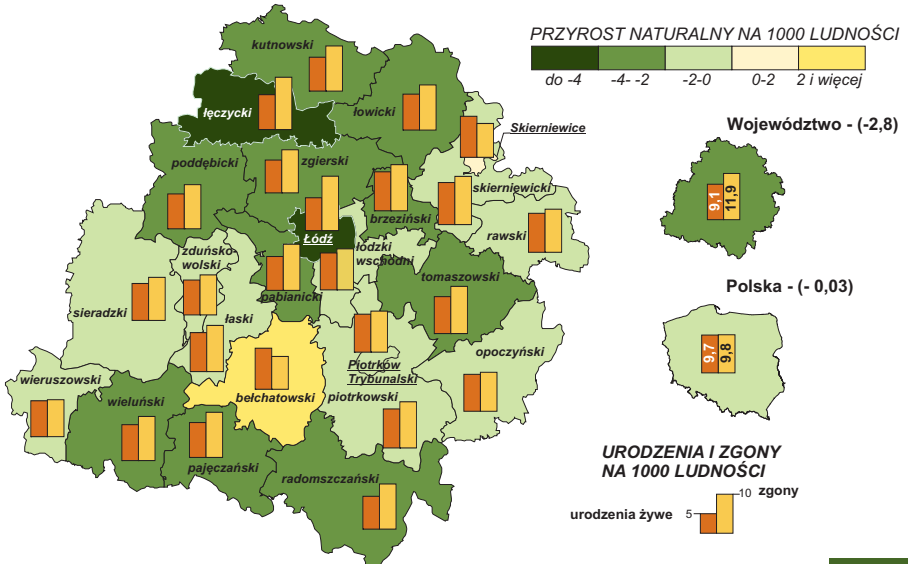 PRZYROST NATURALNY NA 1000 LUDNOŚCI
do -4
-4- -2
-2-0
0-2
2 i więcej
kutnowski
łęczycki
łowicki
Skierniewice
poddębicki
zgierski
skierniewicki
brzeziński
rawski
Łódź
zduńsko-
wolski
łódzki
wschodni
tomaszowski
pabianicki
sieradzki
łaski
opoczyński
Piotrków
Trybunalski
wieruszowski
bełchatowski
piotrkowski
wieluński
pajęczański
radomszczański
Województwo - (-2,8)
9,1
11,9
Polska - (- 0,03)
9,7
9,8
URODZENIA I ZGONY
NA 1000 LUDNOŚCI
10 zgony
urodzenia żywe 5